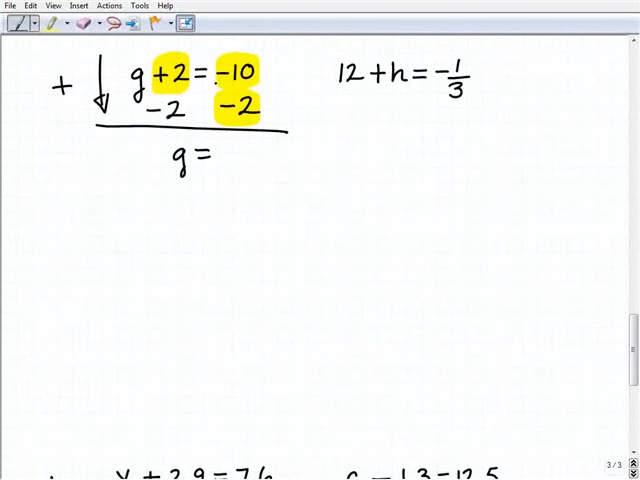 File Edit View Insert Actions Tools Help
+ g +2 = -10
-2 -2
g =
12 + h = -1/3
3 / 3